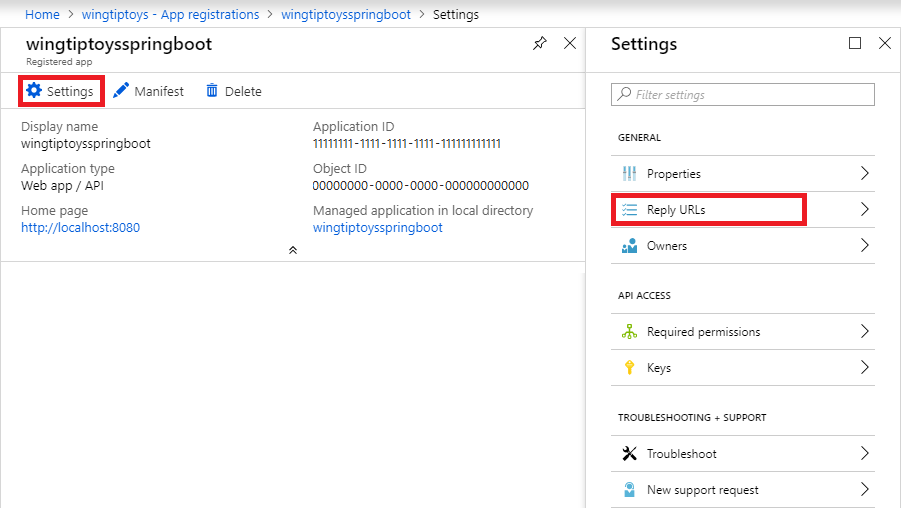 Home > wingtiptoys - App registrations > wingtiptoysspringboot > Settings
wingtiptoysspringboot
Registered app
Settings Manifest Delete
Display name
wingtiptoysspringboot
Application type
Web app / API
Home page
http://localhost:8080
Application ID
11111111-1111-1111-1111-111111111111
Object ID
00000000-0000-0000-000000000000
Managed application in local directory
wingtiptoysspringboot
Settings
Filter settings
GENERAL
Properties
Reply URLs
Owners
API ACCESS
Required permissions
Keys
TROUBLESHOOTING + SUPPORT
Troubleshoot
New support request